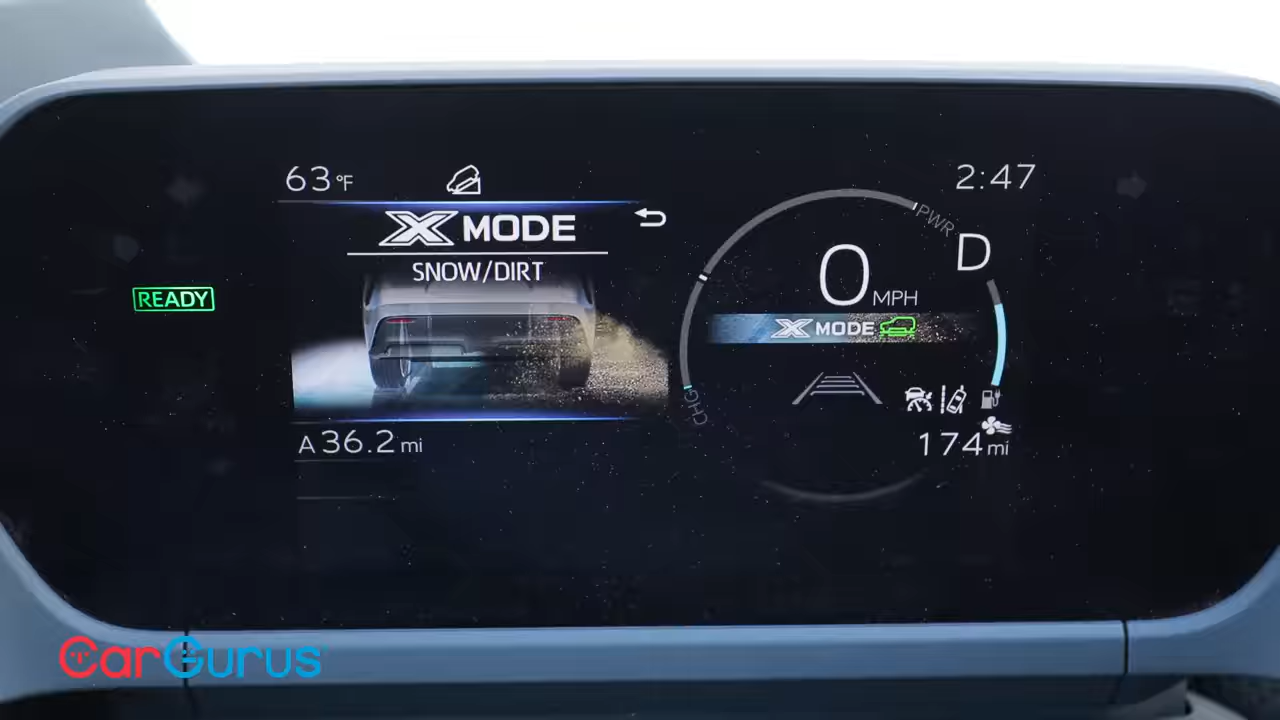 63 °F
2:47
X MODE
SNOW/DIRT
READY
A 36.2 mi
PWR
D
0 MPH
X MODE
CHG
174 mi
CarGurus